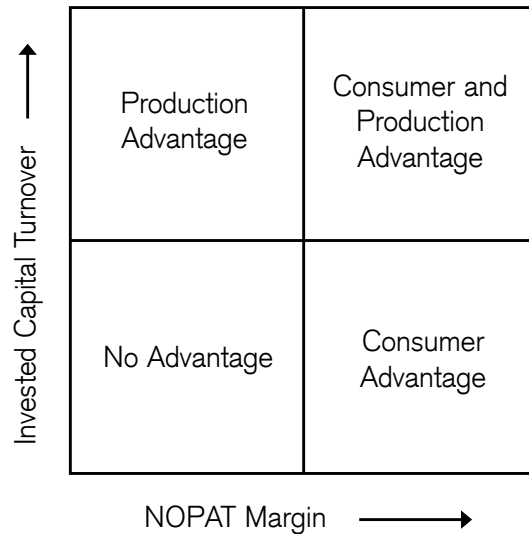 Production
Advantage
Consumer and
Production
Advantage
Invested Capital Turnover
No Advantage
Consumer
Advantage
NOPAT Margin